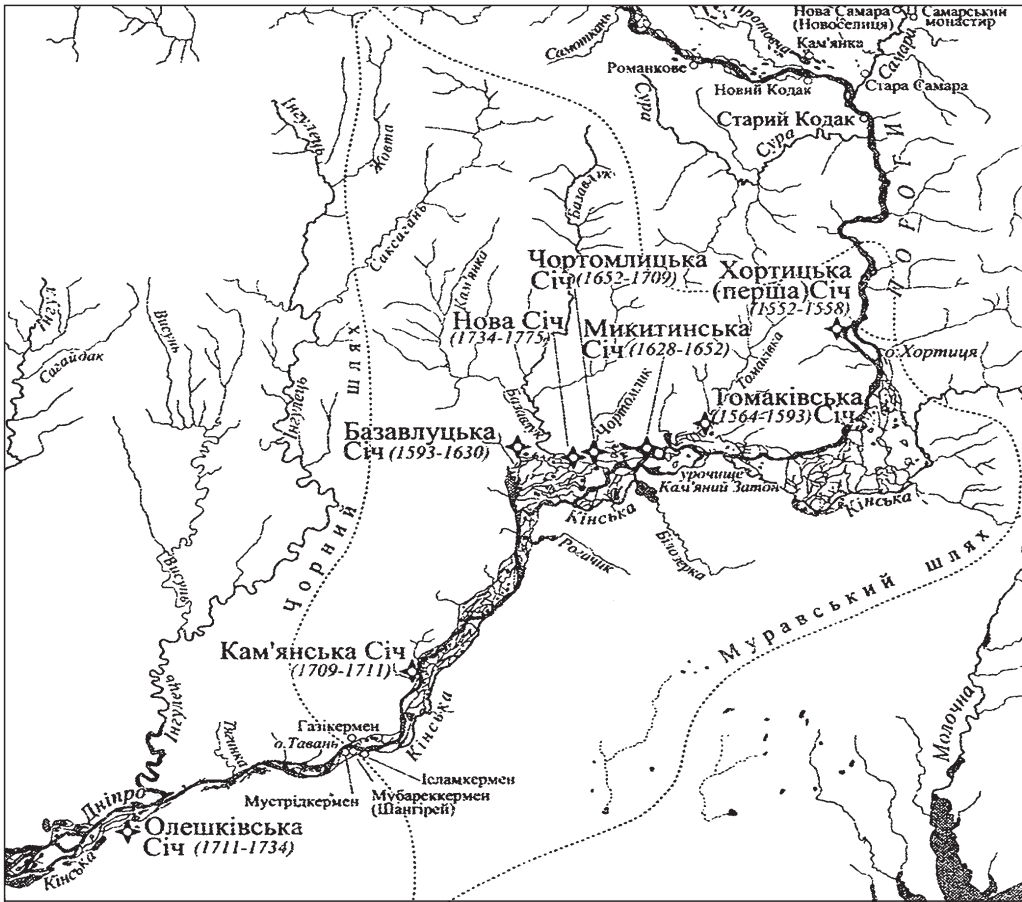 Самоткань
Протовча
Нова Самара
(Новоселиця)
Самарський
монастир
Кам'янка
Самара
Романкове
Новий Кодак
Стара Самара
Старий Кодак
Сура
Сура
ПОРОГИ
Інгулець
Жовта
Базавлук
Саксагань
Кам'янка
Чортомлицька
Січ (1652-1709)
Хортицька
(перша) Січ
(1552-1558)
Нова Січ
(1734-1775)
Микитинська
Січ (1628-1652)
Інгул
Висунь
Сагайдак
Інгулець
Томаківка
о. Хортиця
Базавлук
Чортомлик
Томаківська
(1564-1593) Січ
Базавлуцька
Січ (1593-1630)
урочище
Кам'яний Затон
Кінська
Кінська
Рогачик
Білозерка
Чорний шлях
Муравський шлях
Висунь
Кам'янська Січ
(1709-1711)
Інгулець
Кінська
Газікермен
о.Тавань
Ісламкермен
Мустрідкермен
Мубареккермен
(Шангірей)
Молочна
Дніпро
Олешківська
Січ (1711-1734)
Кінська